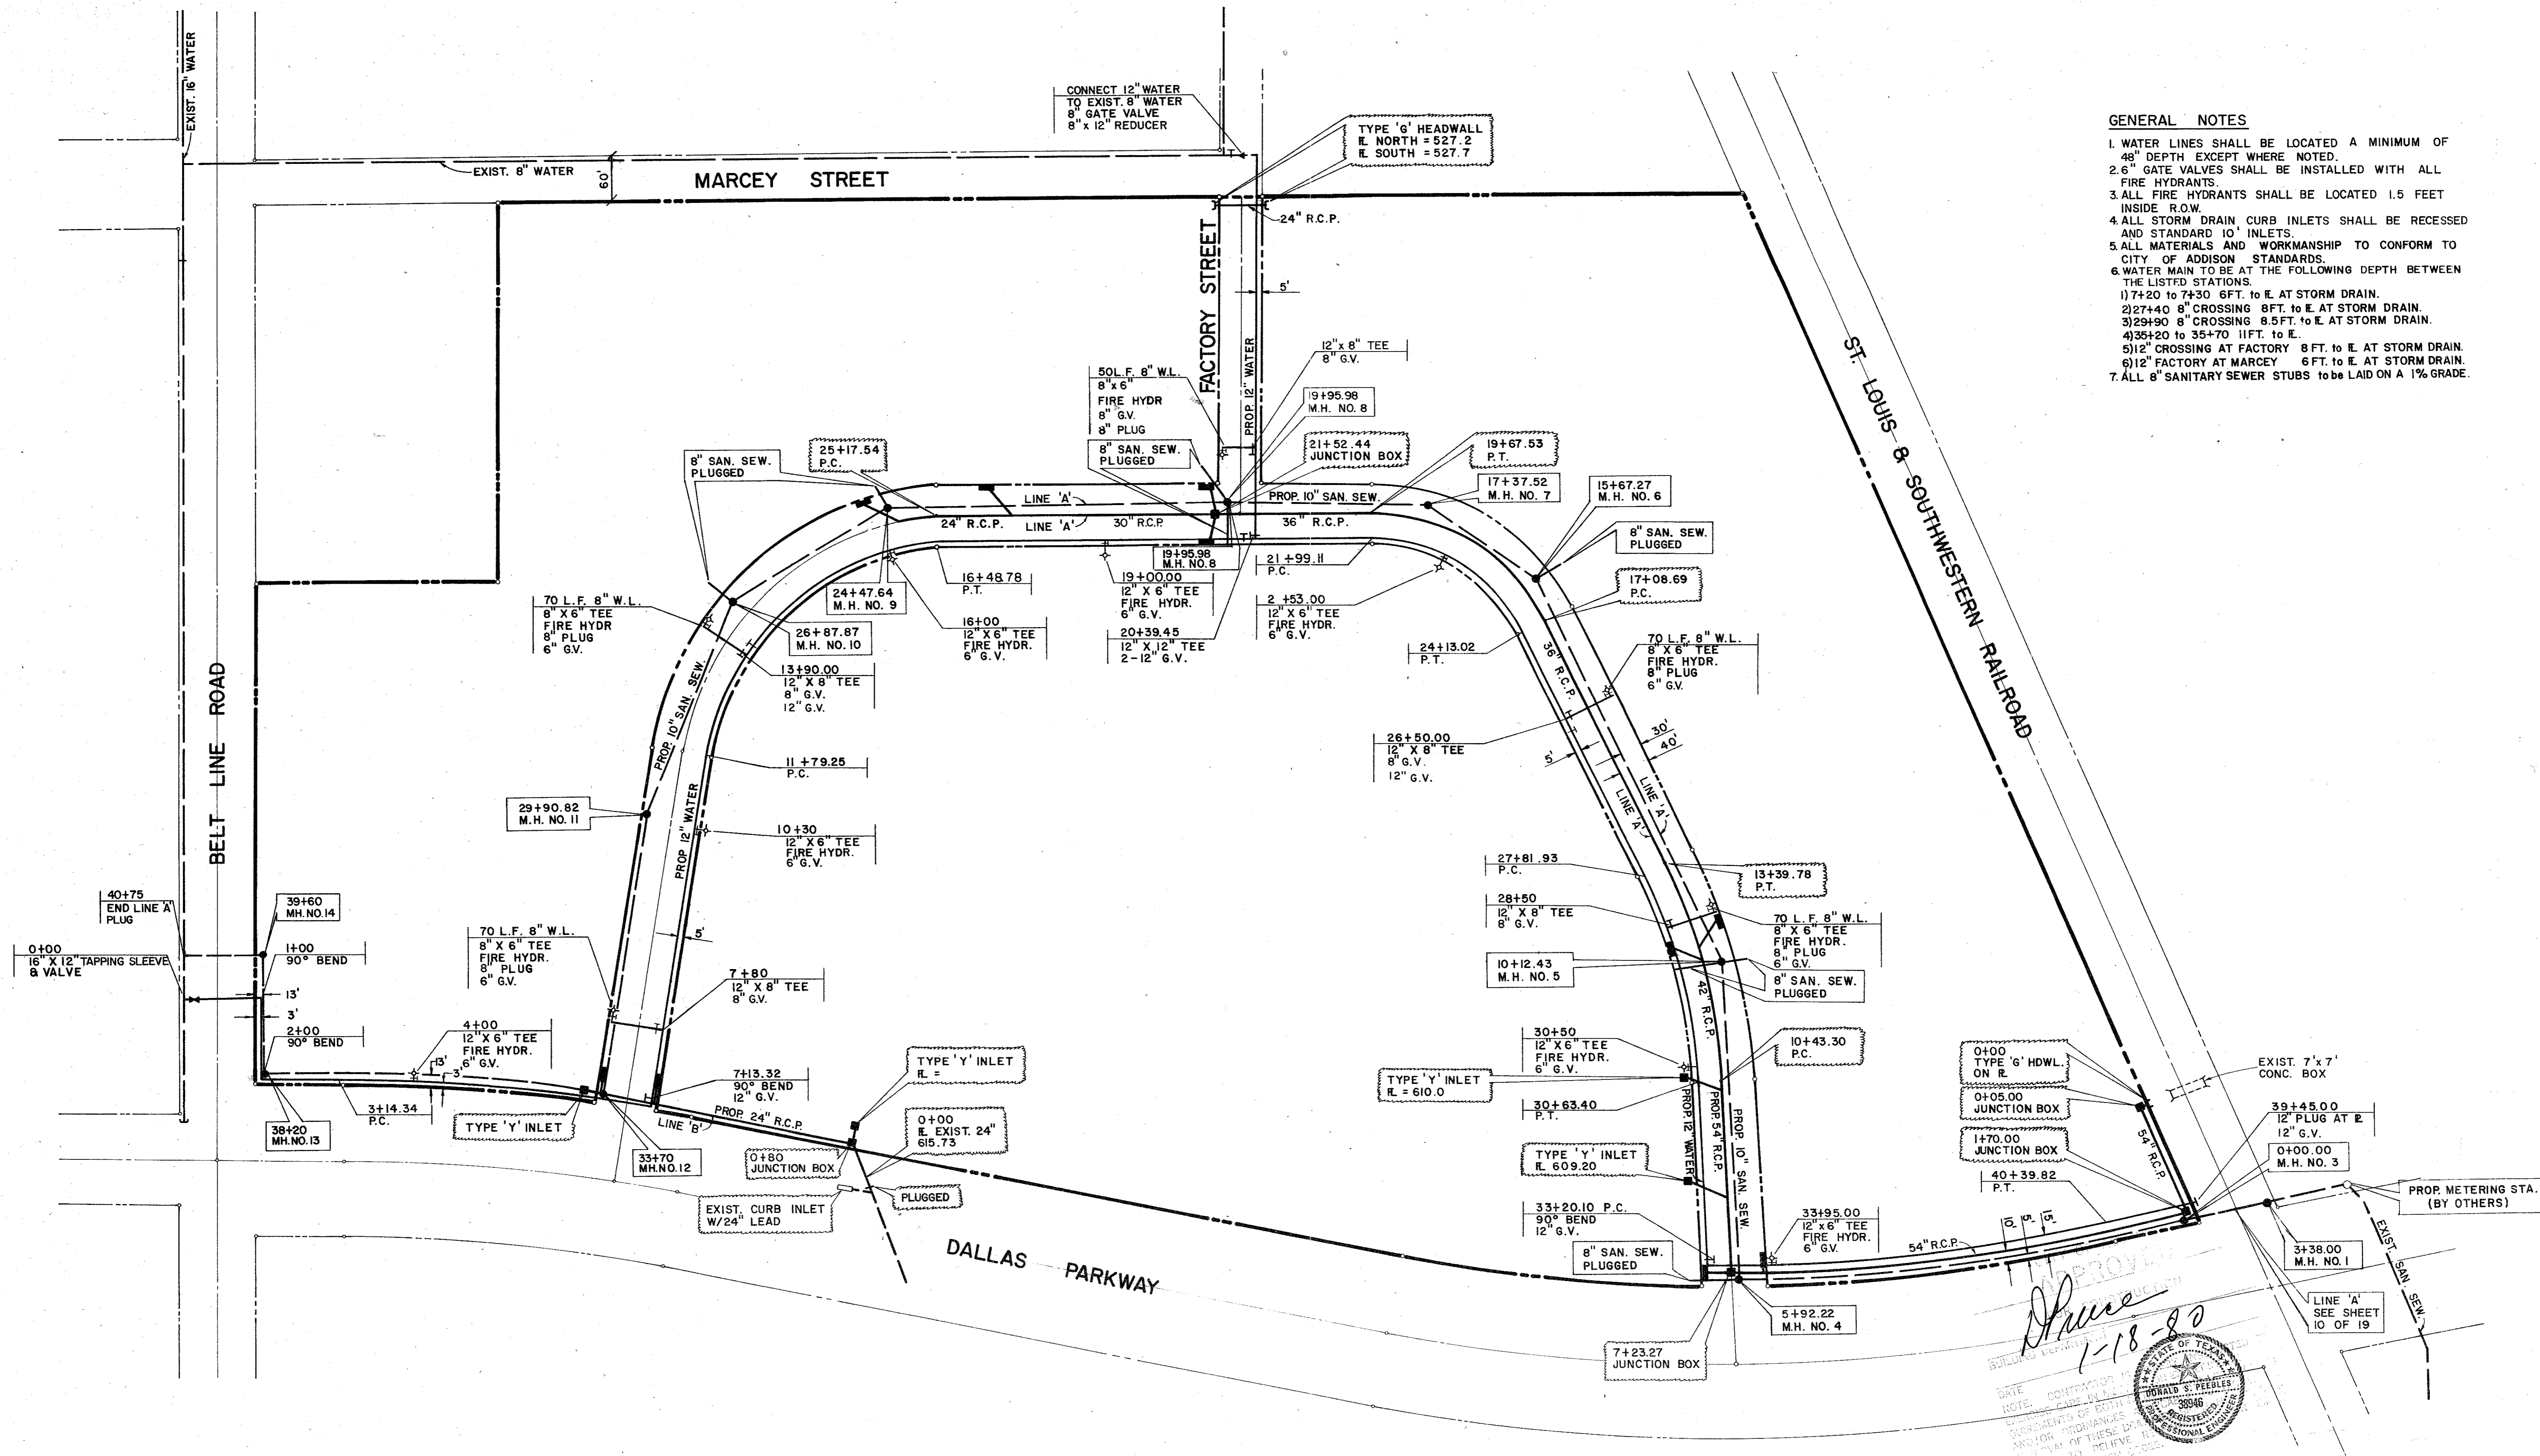 EXIST. 16" WATER
EXIST. 8" WATER
60'
MARCEY STREET
CONNECT 12" WATER
TO EXIST. 8" WATER
8" GATE VALVE
8" x 12" REDUCER
TYPE 'G' HEADWALL
FL NORTH = 527.2
FL SOUTH = 527.7
24" R.C.P.
FACTORY STREET
5'
PROP. 12" WATER
GENERAL NOTES
1. WATER LINES SHALL BE LOCATED A MINIMUM OF
48" DEPTH EXCEPT WHERE NOTED.
2. 6" GATE VALVES SHALL BE INSTALLED WITH ALL
FIRE HYDRANTS.
3. ALL FIRE HYDRANTS SHALL BE LOCATED 1.5 FEET
INSIDE R.O.W.
4. ALL STORM DRAIN CURB INLETS SHALL BE RECESSED
AND STANDARD 10' INLETS.
5. ALL MATERIALS AND WORKMANSHIP TO CONFORM TO
CITY OF ADDISON STANDARDS.
6. WATER MAIN TO BE AT THE FOLLOWING DEPTH BETWEEN
THE LISTED STATIONS.
1) 7+20 to 7+30 6FT. to FL AT STORM DRAIN.
2) 27+40 8" CROSSING 8FT. to FL AT STORM DRAIN.
3) 29+90 8" CROSSING 8.5FT. to FL AT STORM DRAIN.
4) 35+20 to 35+70 11FT. to FL.
5) 12" CROSSING AT FACTORY 8 FT. to FL AT STORM DRAIN.
6) 12" FACTORY AT MARCEY 6 FT. to FL AT STORM DRAIN.
7. ALL 8" SANITARY SEWER STUBS to be LAID ON A 1% GRADE.
ST. LOUIS & SOUTHWESTERN RAILROAD
12" x 8" TEE
8" G.V.
50L.F. 8" W.L.
8" x 6"
FIRE HYDR
8" G.V.
8" PLUG
19+95.98
M.H. NO. 8
8" SAN. SEW.
PLUGGED
21+52.44
JUNCTION BOX
19+67.53
P.T.
25+17.54
P.C.
8" SAN. SEW.
PLUGGED
17+37.52
M.H. NO. 7
15+67.27
M.H. NO. 6
8" SAN. SEW.
PLUGGED
LINE 'A'
PROP. 10" SAN. SEW.
24" R.C.P.
LINE 'A'
30" R.C.P.
36" R.C.P.
19+95.98
M.H. NO. 8
21+99.11
P.C.
17+08.69
P.C.
16+48.78
P.T.
19+00.00
12" X 6" TEE
FIRE HYDR.
6" G.V.
24+47.64
M.H. NO. 9
70 L.F. 8" W.L.
8" X 6" TEE
FIRE HYDR
8" PLUG
6" G.V.
26+87.87
M.H. NO. 10
16+00
12" X 6" TEE
FIRE HYDR.
6" G.V.
20+39.45
12" X 12" TEE
2-12" G.V.
2 +53.00
12" X 6" TEE
FIRE HYDR.
6" G.V.
24+13.02
P.T.
36" R.C.P.
70 L.F. 8" W.L.
8" X 6" TEE
FIRE HYDR.
8" PLUG
6" G.V.
13+90.00
12" X 8" TEE
8" G.V.
12" G.V.
PROP. 10" SAN. SEW.
BELT LINE ROAD
11+79.25
P.C.
26+50.00
12" X 8" TEE
8" G.V.
12" G.V.
5'
30'
40'
LINE 'A'
LINE 'A'
29+90.82
M.H. NO. 11
PROP 12" WATER
10+30
12" X 6" TEE
FIRE HYDR.
6" G.V.
27+81.93
P.C.
13+39.78
P.T.
40+75
END LINE 'A'
PLUG
39+60
MH. NO. 14
0+00
16" X 12" TAPPING SLEEVE
& VALVE
1+00
90° BEND
13'
3'
2+00
90° BEND
70 L.F. 8" W.L.
8" X 6" TEE
FIRE HYDR.
8" PLUG
6" G.V.
5'
7+80
12" X 8" TEE
8" G.V.
28+50
12" X 8" TEE
8" G.V.
10+12.43
M.H. NO. 5
70 L.F. 8" W.L.
8" X 6" TEE
FIRE HYDR.
8" PLUG
6" G.V.
8" SAN. SEW.
PLUGGED
42" R.C.P.
4+00
12" X 6" TEE
FIRE HYDR.
6" G.V.
13'
3'
3+14.34
P.C.
38+20
MH. NO. 13
TYPE 'Y' INLET
7+13.32
90° BEND
12" G.V.
PROP. 24" R.C.P.
LINE 'B'
33+70
MH. NO. 12
TYPE 'Y' INLET
FL =
0+00
FL EXIST. 24"
615.73
0+80
JUNCTION BOX
PLUGGED
EXIST. CURB INLET
W/24" LEAD
DALLAS PARKWAY
30+50
12" X 6" TEE
FIRE HYDR.
6" G.V.
10+43.30
P.C.
TYPE 'Y' INLET
FL = 610.0
30+63.40
P.T.
PROP. 12" WATER
PROP. 54" R.C.P.
PROP. 10" SAN. SEW.
TYPE 'Y' INLET
FL 609.20
33+20.10 P.C.
90° BEND
12" G.V.
8" SAN. SEW.
PLUGGED
33+95.00
12" x 6" TEE
FIRE HYDR.
6" G.V.
5+92.22
M.H. NO. 4
7+23.27
JUNCTION BOX
54" R.C.P.
10'
5'
15'
0+00
TYPE 'G' HDWL.
ON FL
0+05.00
JUNCTION BOX
1+70.00
JUNCTION BOX
40+39.82
P.T.
54" R.C.P.
EXIST. 7' x 7'
CONC. BOX
39+45.00
12" PLUG AT PL
12" G.V.
0+00.00
M.H. NO. 3
PROP. METERING STA.
(BY OTHERS)
EXIST. SAN. SEW.
3+38.00
M.H. NO. 1
LINE 'A'
SEE SHEET
10 OF 19
1-18-80
STATE OF TEXAS
DONALD S. PEEBLES
38946
REGISTERED
PROFESSIONAL ENGINEER